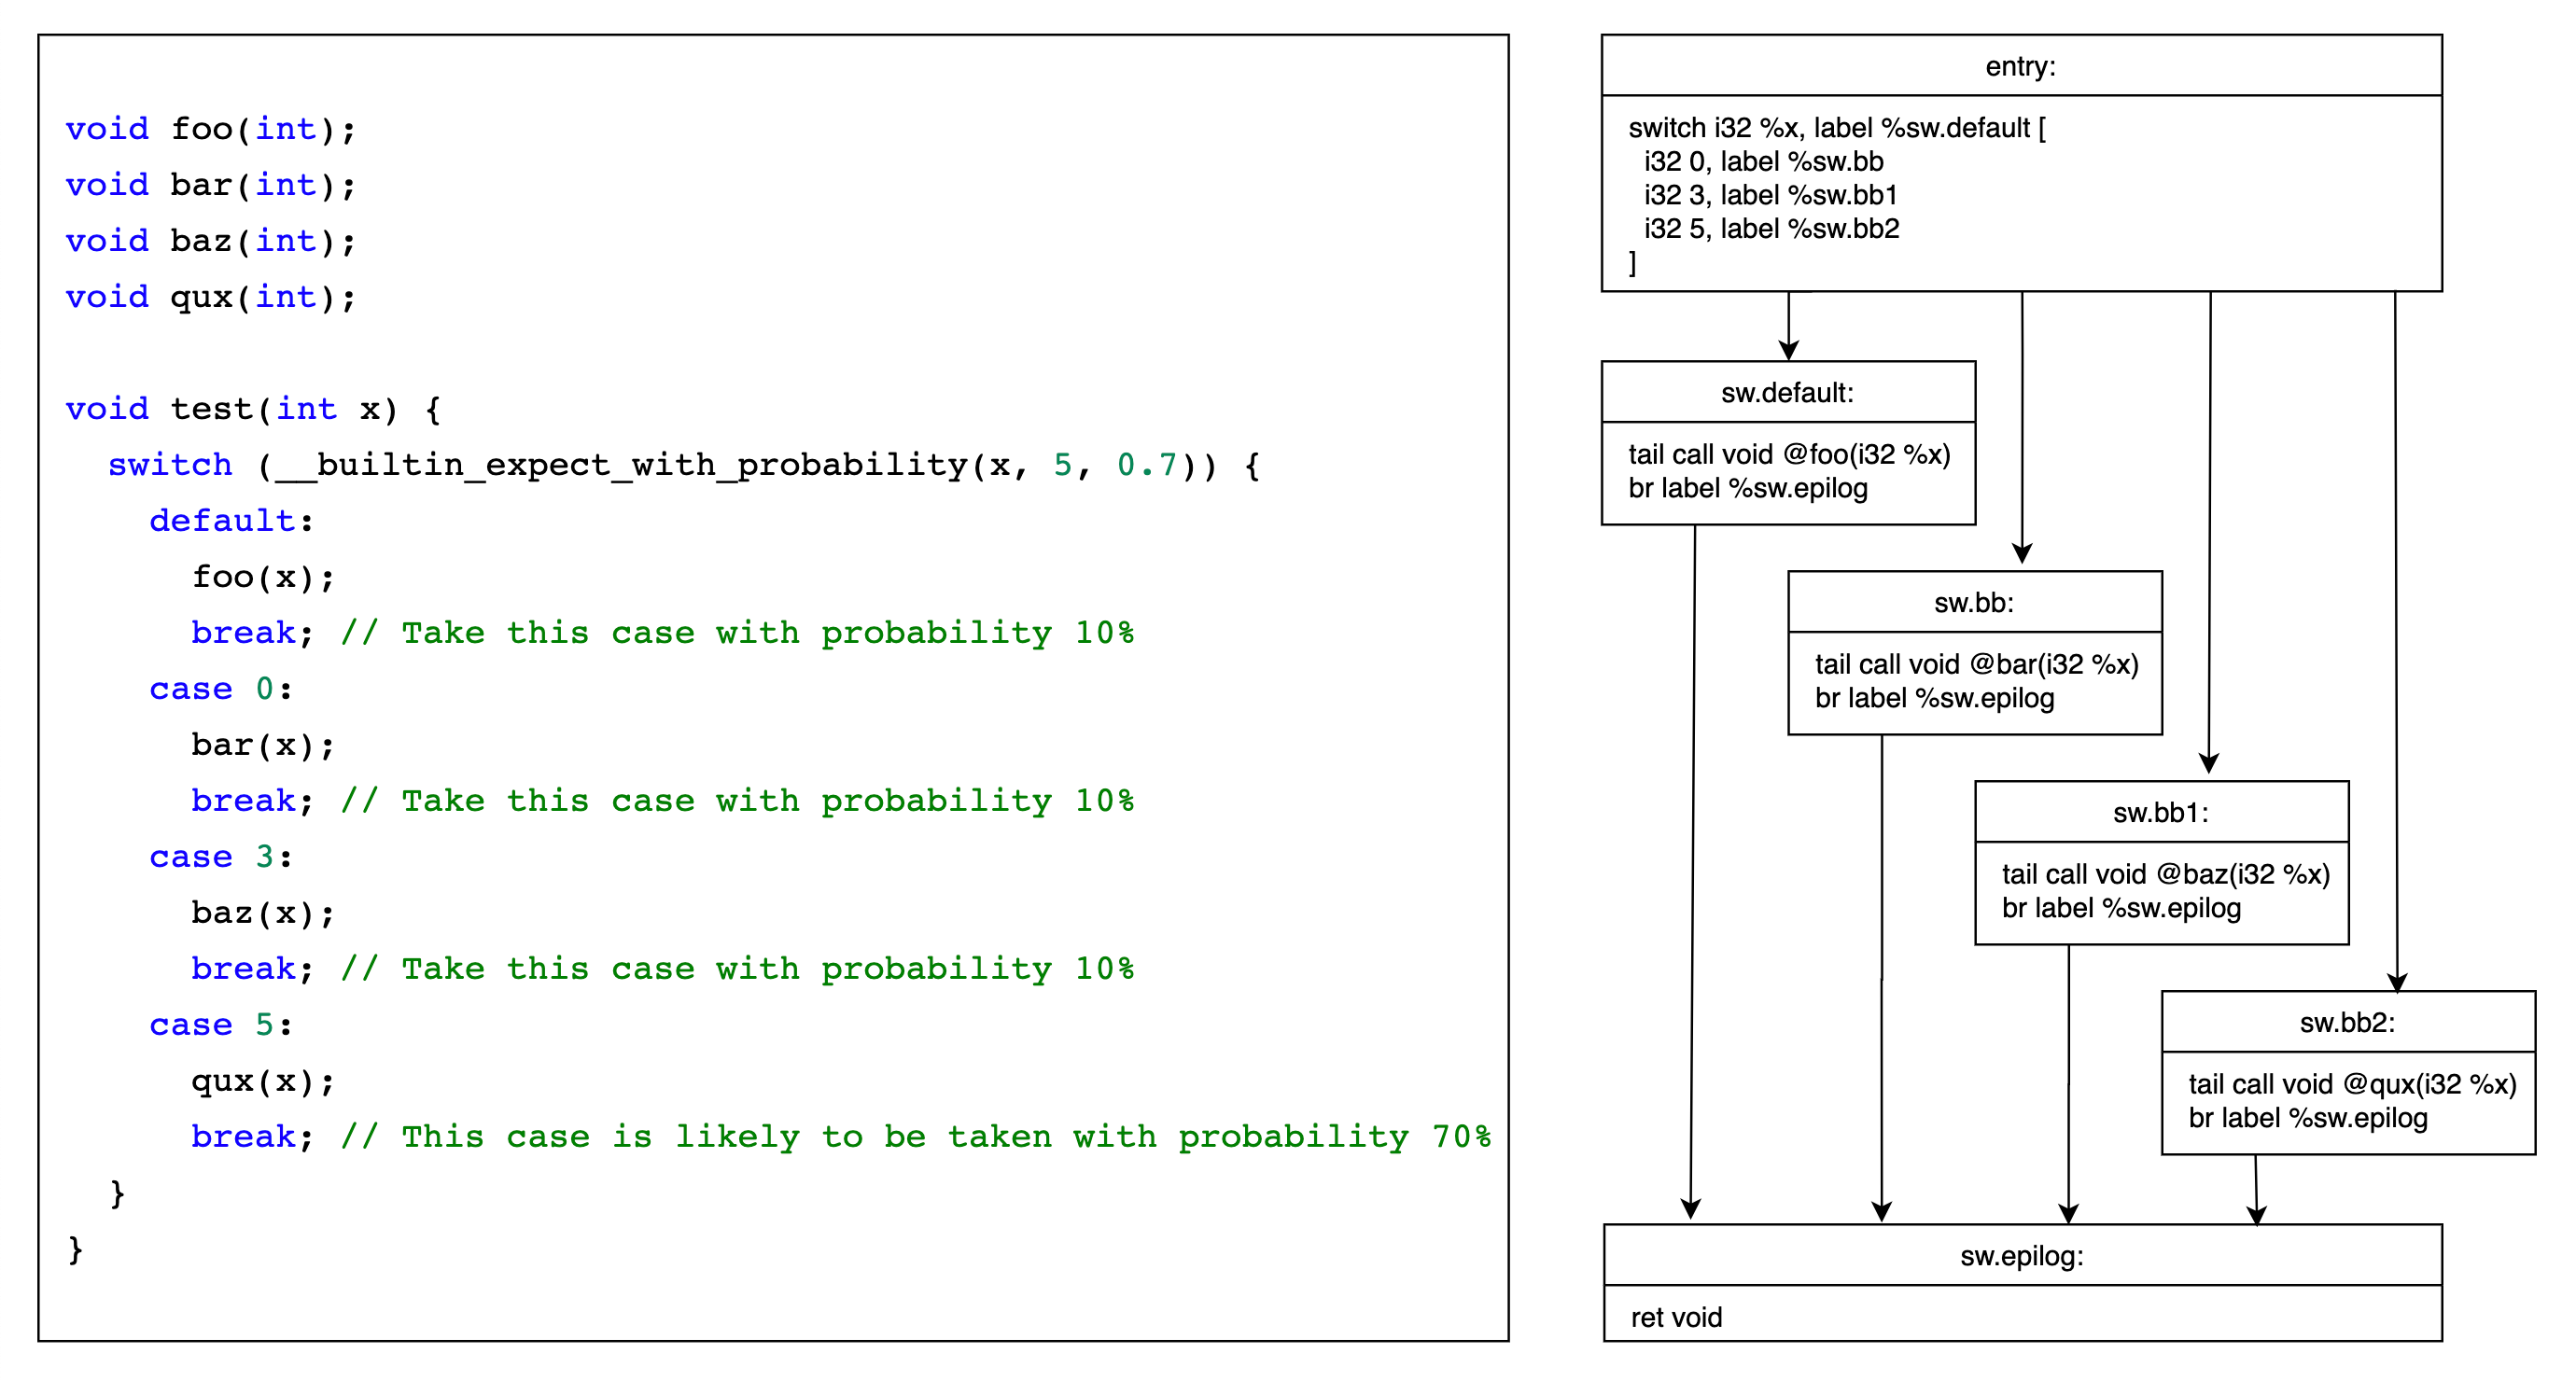 void foo(int);
void bar(int);
void baz(int);
void qux(int);
void test(int x) {
switch (__builtin_expect_with_probability(x, 5, 0.7)) {
default:
foo(x);
break; // Take this case with probability 10%
case 0:
bar(x);
break; // Take this case with probability 10%
case 3:
baz(x);
break; // Take this case with probability 10%
case 5:
qux(x);
break; // This case is likely to be taken with probability 70%
}
}
entry:
switch i32 %x, label %sw.default [
i32 0, label %sw.bb
i32 3, label %sw.bb1
i32 5, label %sw.bb2
]
sw.default:
tail call void @foo(i32 %x)
br label %sw.epilog
sw.bb:
tail call void @bar(i32 %x)
br label %sw.epilog
sw.bb1:
tail call void @baz(i32 %x)
br label %sw.epilog
sw.bb2:
tail call void @qux(i32 %x)
br label %sw.epilog
sw.epilog:
ret void